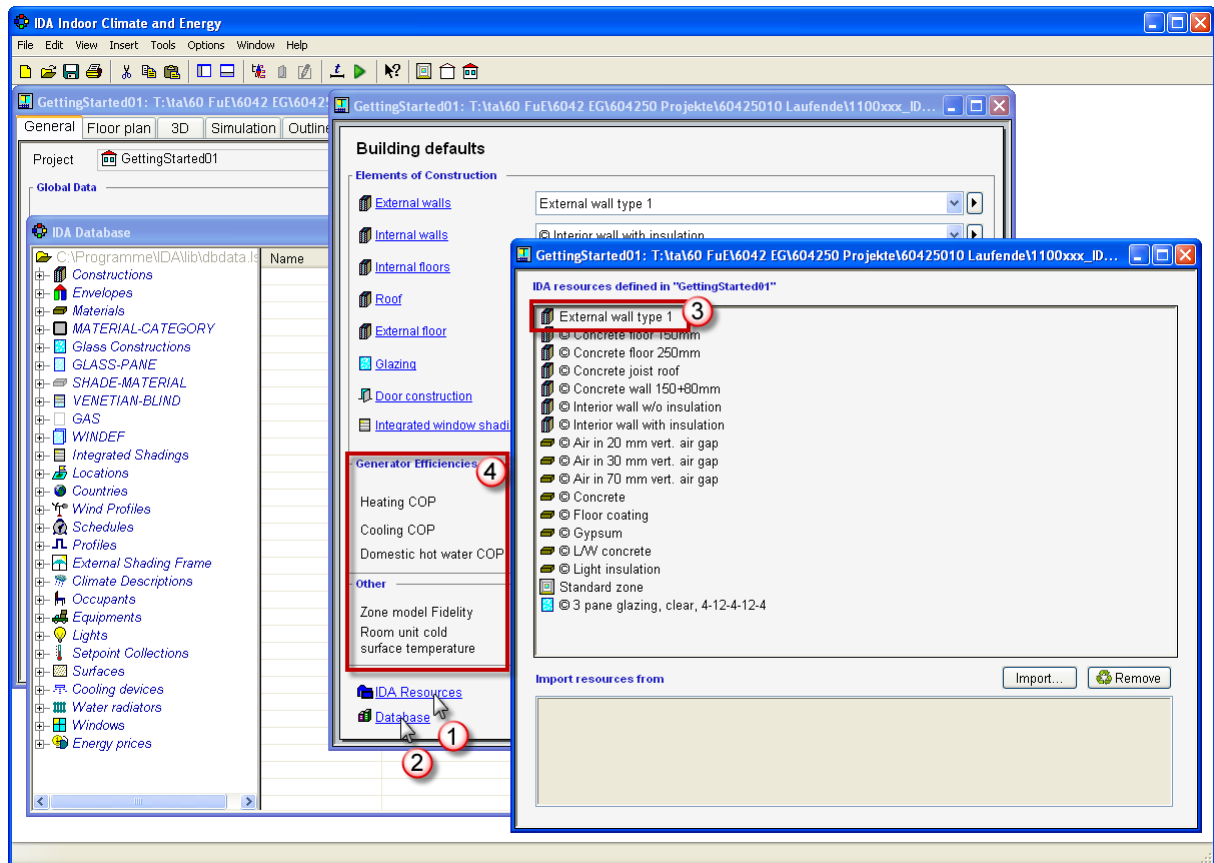 IDA Indoor Climate and Energy
File Edit View Insert Tools Options Window Help
GettingStarted01: T:\ta\60 FuE\6042 EG\60425
General Floor plan 3D Simulation Outline
Project GettingStarted01
Global Data
IDA Database
C:\Programme\IDA\lib\dbdata.ls
Name
Constructions
Envelopes
Materials
MATERIAL-CATEGORY
Glass Constructions
GLASS-PANE
SHADE-MATERIAL
VENETIAN-BLIND
GAS
WINDEF
Integrated Shadings
Locations
Countries
Wind Profiles
Schedules
Profiles
External Shading Frame
Climate Descriptions
Occupants
Equipments
Lights
Setpoint Collections
Surfaces
Cooling devices
Water radiators
Windows
Energy prices
GettingStarted01: T:\ta\60 FuE\6042 EG\604250 Projekte\60425010 Laufende\1100xxx_ID...
Building defaults
Elements of Construction
External walls External wall type 1
Internal walls © Interior wall with insulation
Internal floors
Roof
External floor
Glazing
Door construction
Integrated window shadi
Generator Efficiencies
4
Heating COP
Cooling COP
Domestic hot water COP
Other
Zone model Fidelity
Room unit cold
surface temperature
IDA Resources
1
Database
2
GettingStarted01: T:\ta\60 FuE\6042 EG\604250 Projekte\60425010 Laufende\1100xxx_ID...
IDA resources defined in "GettingStarted01"
External wall type 1
3
© Concrete floor 150mm
© Concrete floor 250mm
© Concrete joist roof
© Concrete wall 150+80mm
© Interior wall w/o insulation
© Interior wall with insulation
© Air in 20 mm vert. air gap
© Air in 30 mm vert. air gap
© Air in 70 mm vert. air gap
© Concrete
© Floor coating
© Gypsum
© L/W concrete
© Light insulation
Standard zone
© 3 pane glazing, clear, 4-12-4-12-4
Import resources from
Import... Remove